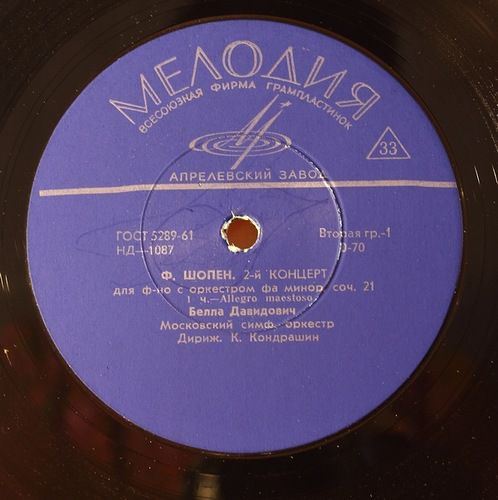 МЕЛОДИЯ
ВСЕСОЮЗНАЯ ФИРМА ГРАМПЛАСТИНОК
33
АПРЕЛЕВСКИЙ ЗАВОД
ГОСТ 5289-61 Вторая гр.-1
НД—1087 0-70
Ф. ШОПЕН. 2-й КОНЦЕРТ
для ф-но с оркестром фа минор, соч. 21
1 ч.—Allegro maestoso
Белла Давидович
Московский симф. оркестр
Дириж. К. Кондрашин